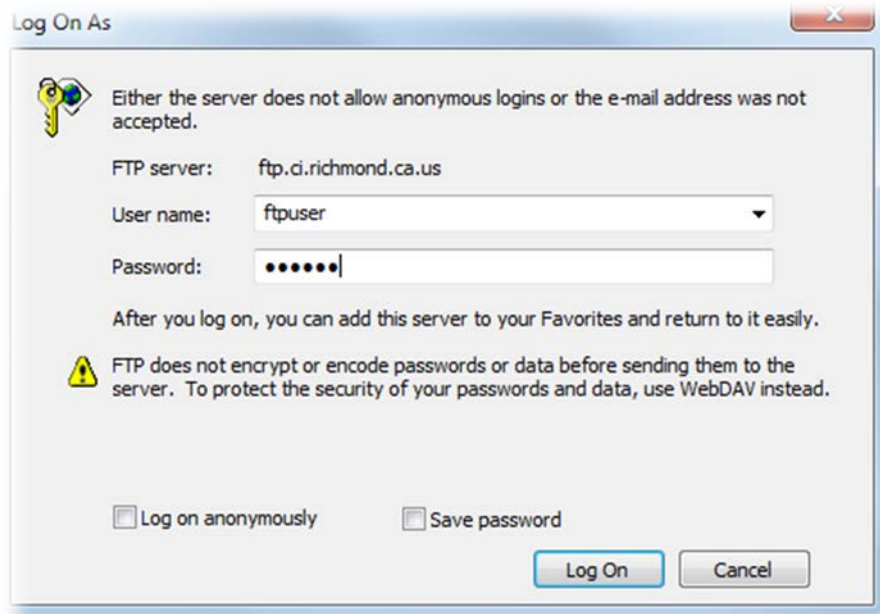 Log On As
Either the server does not allow anonymous logins or the e-mail address was not
accepted.
FTP server: ftp.ci.richmond.ca.us
User name: ftpuser
Password: ●●●●●●
After you log on, you can add this server to your Favorites and return to it easily.
FTP does not encrypt or encode passwords or data before sending them to the
server. To protect the security of your passwords and data, use WebDAV instead.
Log on anonymously Save password
Log On Cancel